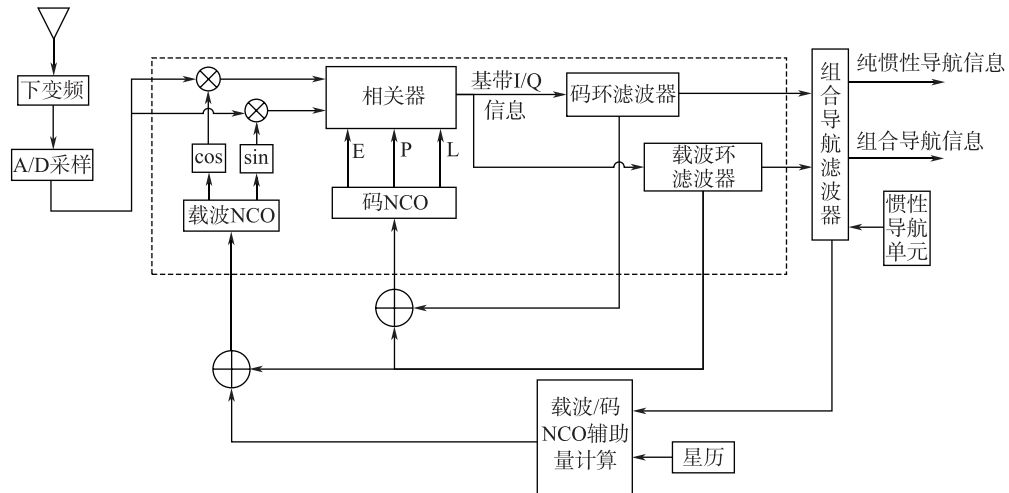 下变频
A/D采样
cos
sin
载波NCO
相关器
E
P
L
码NCO
基带I/Q
信息
码环滤波器
载波环
滤波器
组合导航滤波器
纯惯性导航信息
组合导航信息
惯性
导航
单元
载波/码
NCO辅助
量计算
星历